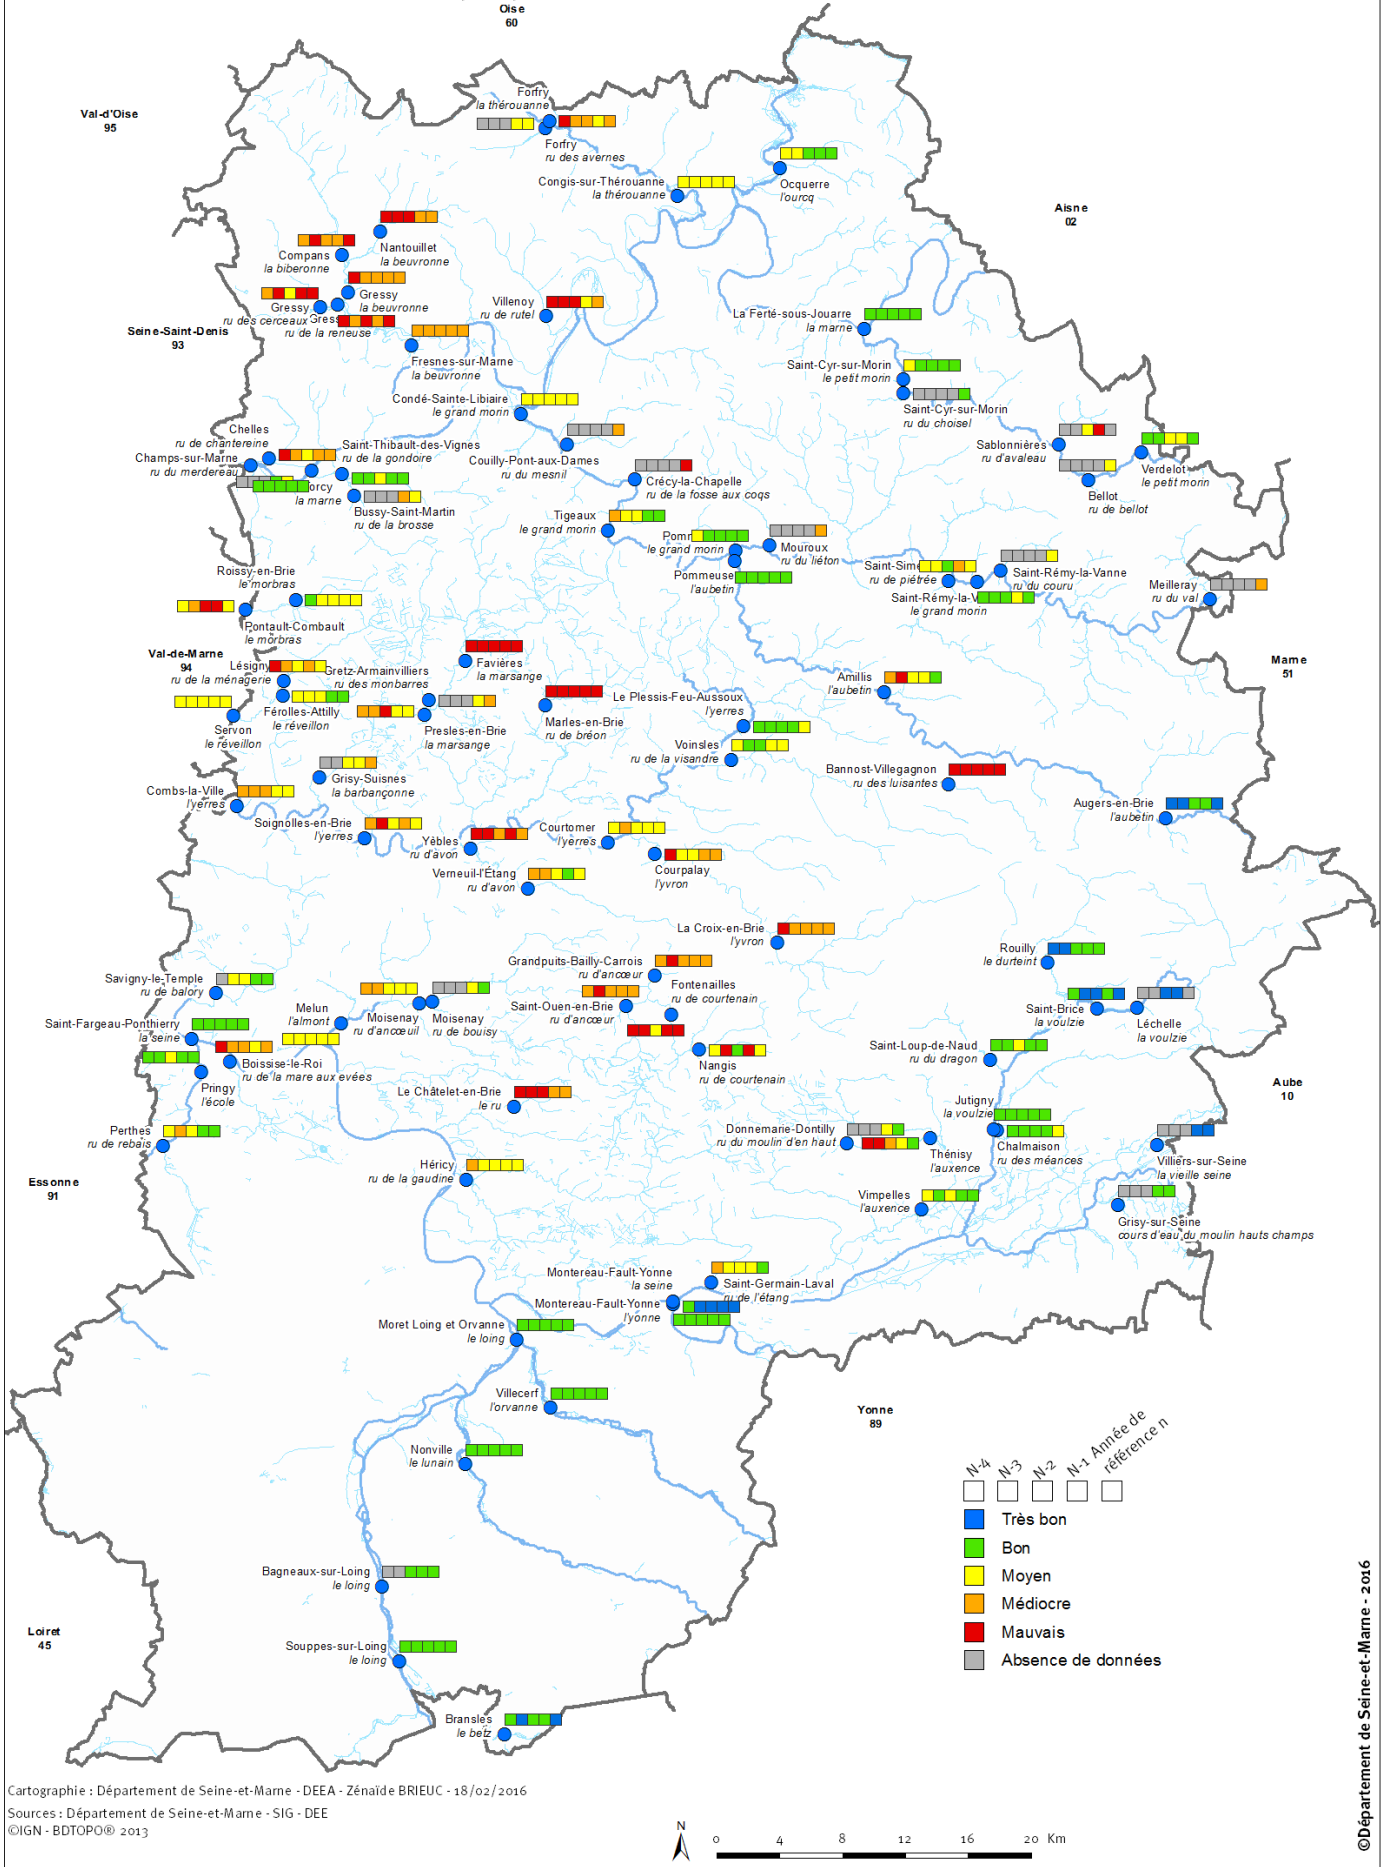 Oise
60
Val-d'Oise
95
Forfry
la thérouanne
Forfry
ru des avernes
Congis-sur-Thérouanne
la thérouanne
Ocquerre
l'ourcq
Aisne
02
Nantouillet
la beuvronne
Compans
la biberonne
Gressy
la beuvronne
Gressy
ru des cerceaux
Gress
ru de la reneuse
Villenoy
ru de rutel
La Ferté-sous-Jouarre
la marne
Seine-Saint-Denis
93
Fresnes-sur-Marne
la beuvronne
Saint-Cyr-sur-Morin
le petit morin
Condé-Sainte-Libiaire
le grand morin
Saint-Cyr-sur-Morin
ru du choisel
Chelles
ru de chantereine
Saint-Thibault-des-Vignes
ru de la gondoire
Champs-sur-Marne
ru du merdereau
Couilly-Pont-aux-Dames
ru du mesnil
Sablonnières
ru d'avaleau
Verdelot
le petit morin
orcy
la marne
Crécy-la-Chapelle
ru de la fosse aux coqs
Bellot
ru de bellot
Bussy-Saint-Martin
ru de la brosse
Tigeaux
le grand morin
Pomm
le grand morin
Mouroux
ru du liéton
Pommeuse
l'aubetin
Saint-Sime
ru de piétrée
Saint-Rémy-la-Vanne
ru du couru
Saint-Rémy-la-V
le grand morin
Meilleray
ru du val
Roissy-en-Brie
le morbras
Pontault-Combault
le morbras
Val-de-Marne
94
Marne
51
Lésigny
ru de la ménagerie
Gretz-Armainvilliers
ru des monbarres
Favières
la marsange
Amillis
l'aubetin
Férolles-Attilly
le réveillon
Servon
le réveillon
Presles-en-Brie
la marsange
Marles-en-Brie
ru de bréon
Le Plessis-Feu-Aussoux
l'yerres
Voinsles
ru de la visandre
Bannost-Villegagnon
ru des luisantes
Grisy-Suisnes
la barbançonne
Combs-la-Ville
l'yerres
Augers-en-Brie
l'aubetin
Soignolles-en-Brie
l'yerres
Yèbles
ru d'avon
Courtomer
l'yerres
Courpalay
l'yvron
Verneuil-l'Étang
ru d'avon
La Croix-en-Brie
l'yvron
Rouilly
le durteint
Grandpuits-Bailly-Carrois
ru d'ancœur
Savigny-le-Temple
ru de balory
Fontenailles
ru de courtenain
Saint-Ouen-en-Brie
ru d'ancœur
Melun
l'almont
Moisenay
ru d'ancœuil
Moisenay
ru de bouisy
Saint-Brice
la voulzie
Léchelle
la voulzie
Saint-Fargeau-Ponthierry
la seine
Saint-Loup-de-Naud
ru du dragon
Nangis
ru de courtenain
Boissise-le-Roi
ru de la mare aux evées
Pringy
l'école
Le Châtelet-en-Brie
le ru
Aube
10
Jutigny
la voulzie
Perthes
ru de rebais
Donnemarie-Dontilly
ru du moulin d'en haut
Thénisy
l'auxence
Chalmaison
ru des méances
Villiers-sur-Seine
la vieille seine
Essonne
91
Héricy
ru de la gaudine
Vimpelles
l'auxence
Grisy-sur-Seine
cours d'eau du moulin hauts champs
Montereau-Fault-Yonne
la seine
Saint-Germain-Laval
ru de l'étang
Montereau-Fault-Yonne
l'yonne
Moret Loing et Orvanne
le loing
Villecerf
l'orvanne
Yonne
89
Nonville
le lunain
Bagneaux-sur-Loing
le loing
Loiret
45
Souppes-sur-Loing
le loing
Bransles
le betz
N-4
N-3
N-2
N-1
Année de
référence n
Très bon
Bon
Moyen
Médiocre
Mauvais
Absence de données
Cartographie : Département de Seine-et-Marne - DEEA - Zénaïde BRIEUC - 18/02/2016
Sources : Département de Seine-et-Marne - SIG - DEE
©IGN - BDTOPO® 2013
N
0 4 8 12 16 20 Km
©Département de Seine-et-Marne - 2016